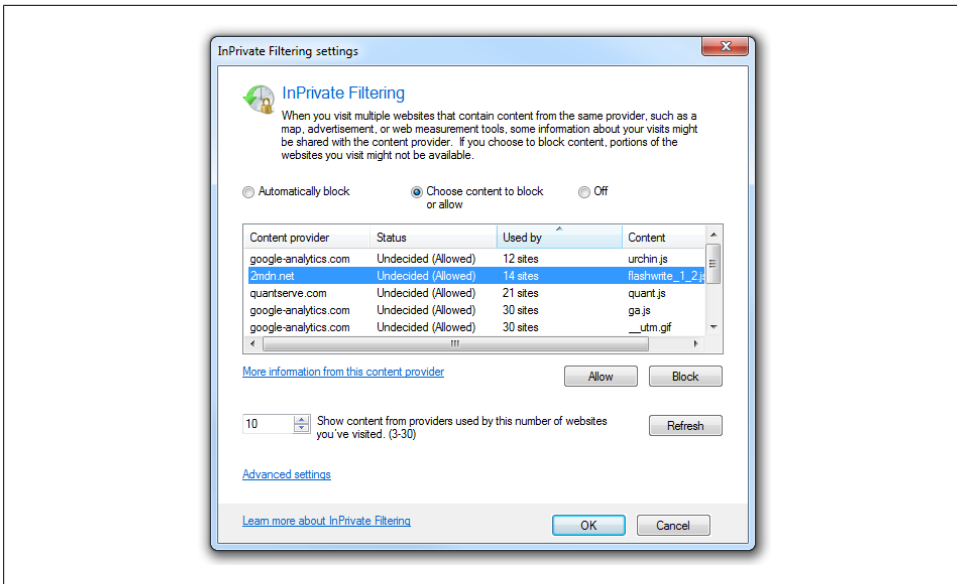 InPrivate Filtering settings
InPrivate Filtering
When you visit multiple websites that contain content from the same provider, such as a
map, advertisement, or web measurement tools, some information about your visits might
be shared with the content provider. If you choose to block content, portions of the
websites you visit might not be available.
Automatically block Choose content to block Off
or allow
Content provider Status Used by Content
google-analytics.com Undecided (Allowed) 12 sites urchin.js
2mdn.net Undecided (Allowed) 14 sites flashwrite_1_2.js
quantserve.com Undecided (Allowed) 21 sites quant.js
google-analytics.com Undecided (Allowed) 30 sites ga.js
google-analytics.com Undecided (Allowed) 30 sites __utm.gif
More information from this content provider Allow Block
10 Show content from providers used by this number of websites Refresh
you've visited. (3-30)
Advanced settings
Learn more about InPrivate Filtering OK Cancel